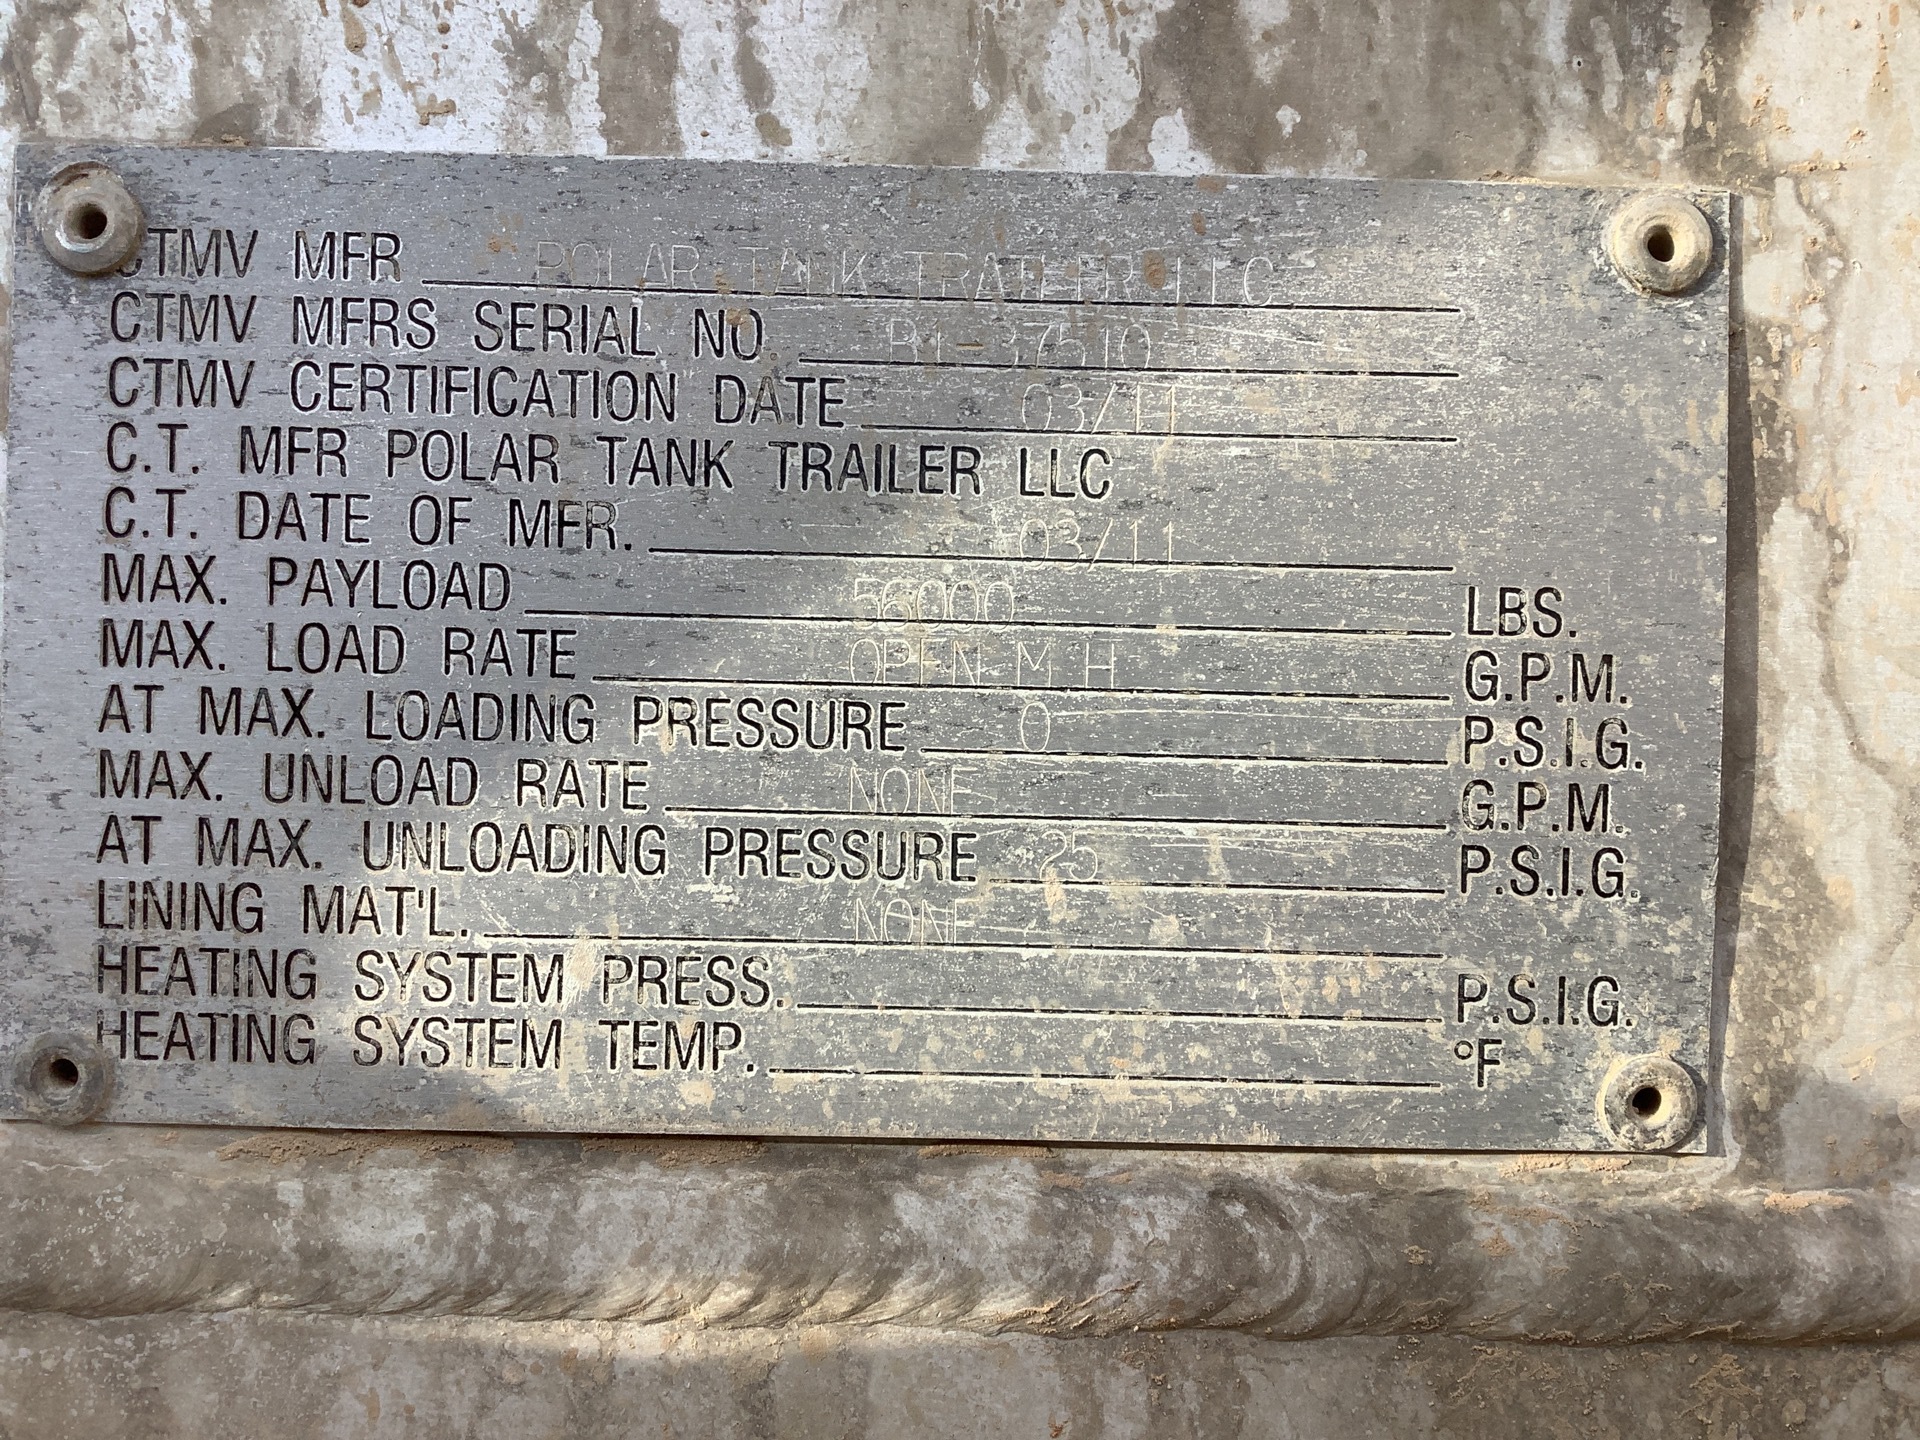 CTMV MFR POLAR TANK TRAILER LLC
CTMV MFRS SERIAL NO. R1-37510
CTMV CERTIFICATION DATE 03/11
C.T. MFR POLAR TANK TRAILER LLC
C.T. DATE OF MFR. 03/11
MAX. PAYLOAD 56000 LBS.
MAX. LOAD RATE OPEN M H G.P.M.
AT MAX. LOADING PRESSURE 0 P.S.I.G.
MAX. UNLOAD RATE NONE G.P.M.
AT MAX. UNLOADING PRESSURE 25 P.S.I.G.
LINING MAT'L. NONE
HEATING SYSTEM PRESS. P.S.I.G.
HEATING SYSTEM TEMP. °F